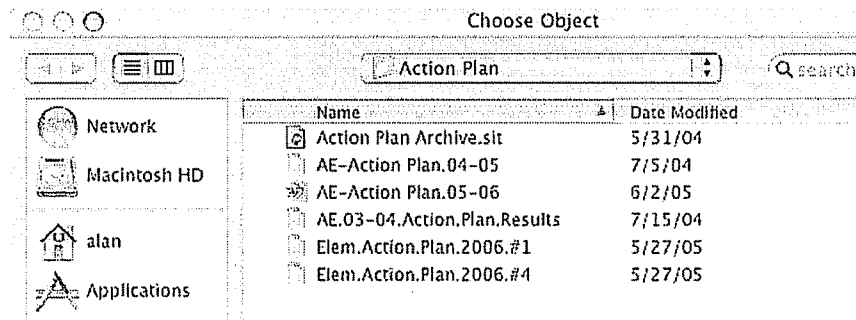 Choose Object
Action Plan
search
Network
Macintosh HD
alan
Applications
Name Date Modified
Action Plan Archive.sit 5/31/04
AE-Action Plan.04-05 7/5/04
AE-Action Plan.05-06 6/2/05
AE.03-04.Action.Plan.Results 7/15/04
Elem.Action.Plan.2006.#1 5/27/05
Elem.Action.Plan.2006.#4 5/27/05